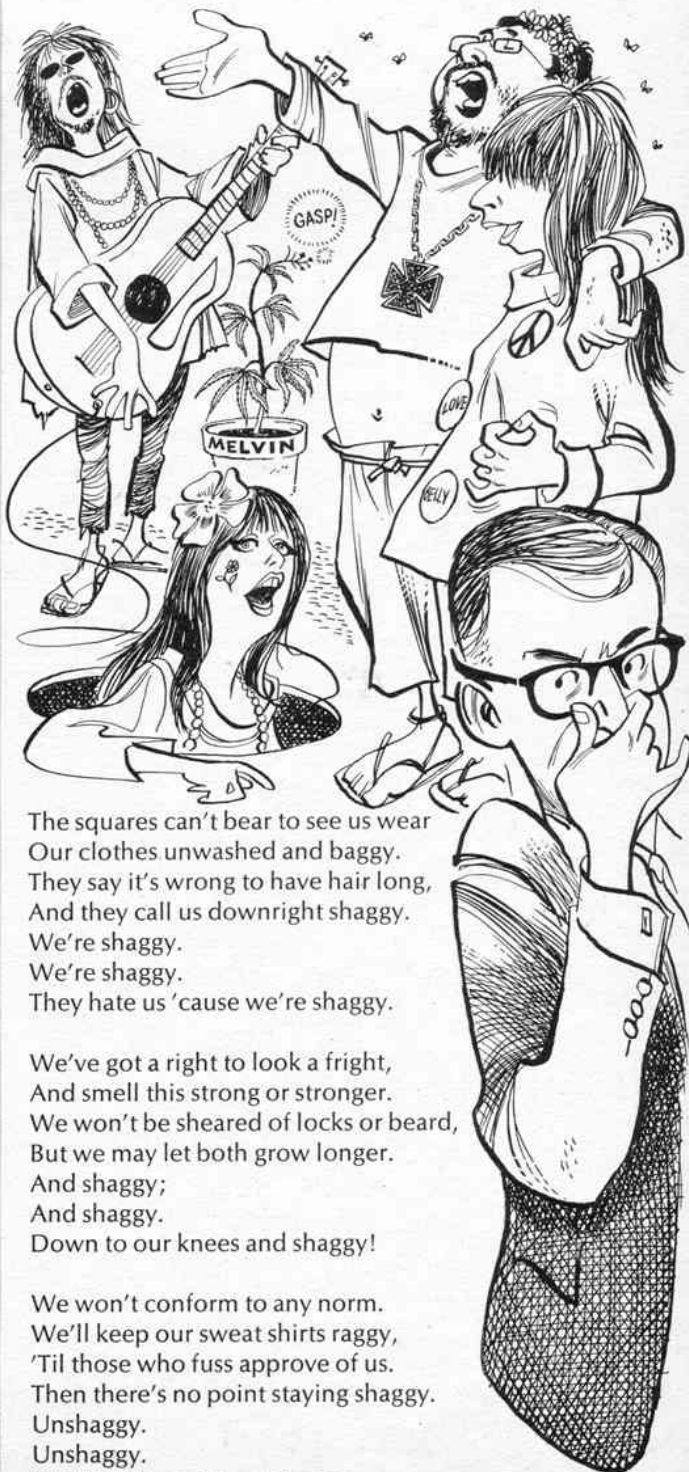 GASP!
MELVIN
LOVE
KELLY
The squares can't bear to see us wear
Our clothes unwashed and baggy.
They say it's wrong to have hair long,
And they call us downright shaggy.
We're shaggy.
We're shaggy.
They hate us 'cause we're shaggy.
We've got a right to look a fright,
And smell this strong or stronger.
We won't be sheared of locks or beard,
But we may let both grow longer.
And shaggy;
And shaggy.
Down to our knees and shaggy!
We won't conform to any norm.
We'll keep our sweat shirts raggy,
'Til those who fuss approve of us.
Then there's no point staying shaggy.
Unshaggy.
Unshaggy.